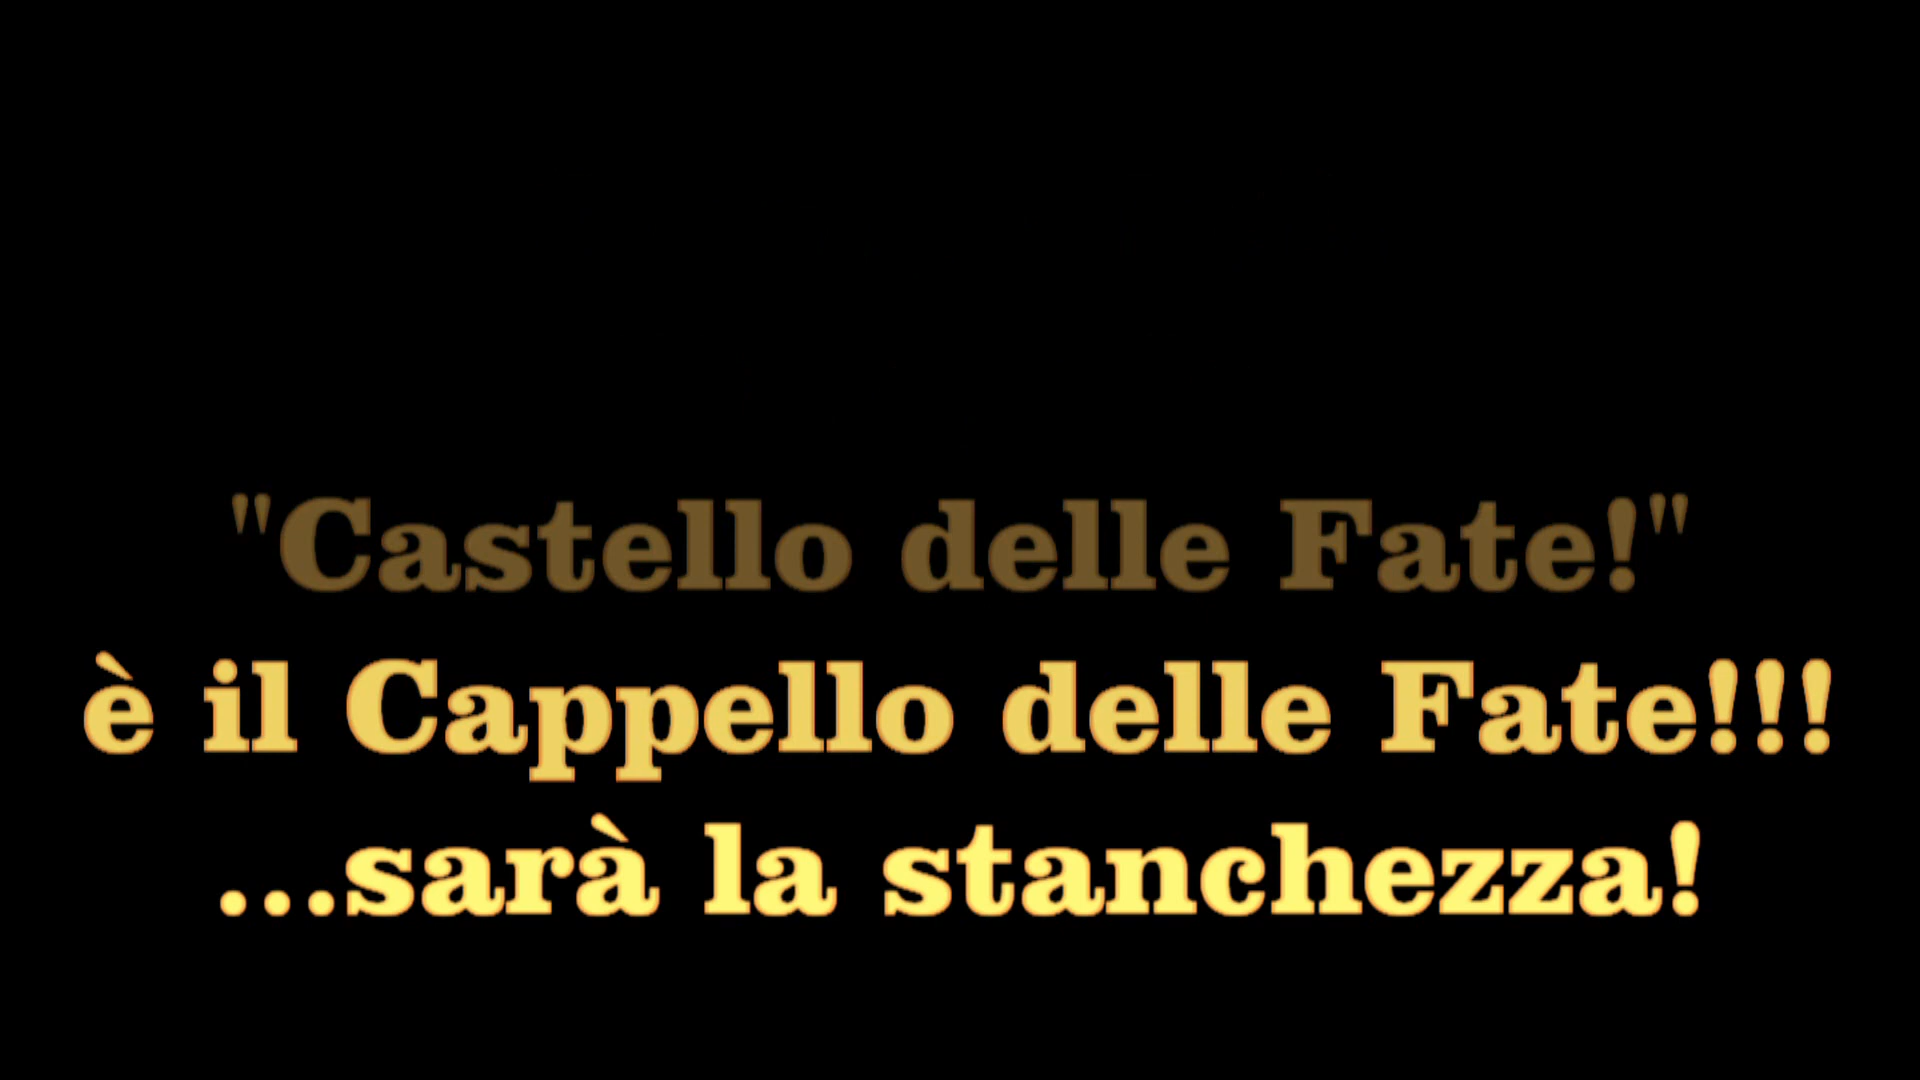 "Castello delle Fate!"
è il Cappello delle Fate!!!
...sarà la stanchezza!